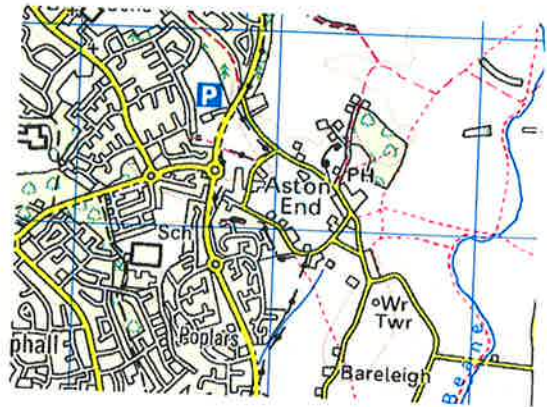 P
Aston
End
PH
Sch
Wr
Twr
Poplars
phall
Bareleigh
Beane